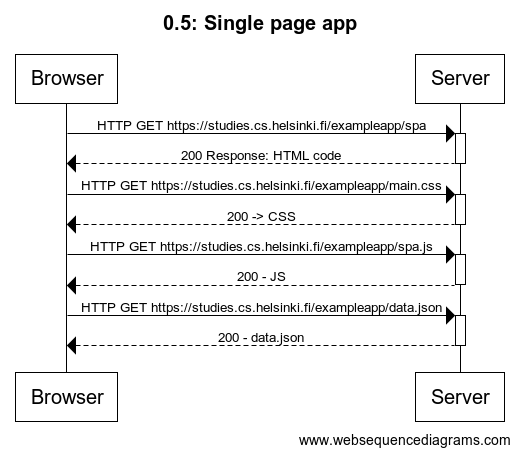 0.5: Single page app
Browser Server
HTTP GET https://studies.cs.helsinki.fi/exampleapp/spa
200 Response: HTML code
HTTP GET https://studies.cs.helsinki.fi/exampleapp/main.css
200 -> CSS
HTTP GET https://studies.cs.helsinki.fi/exampleapp/spa.js
200 - JS
HTTP GET https://studies.cs.helsinki.fi/exampleapp/data.json
200 - data.json
Browser Server
www.websequencediagrams.com